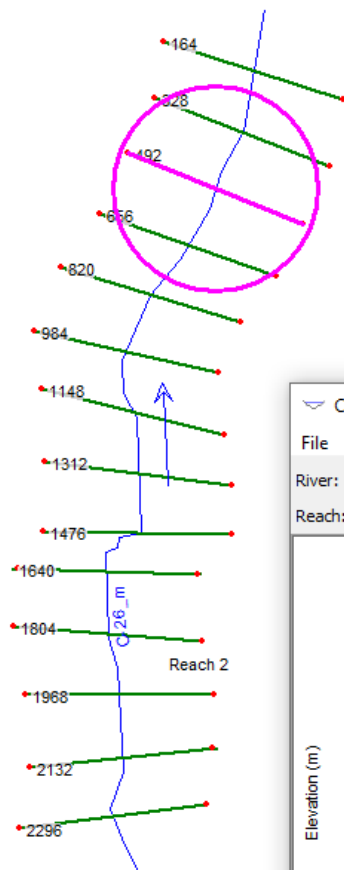 164
328
492
656
820
984
1148
C
File
1312
River:
Reach:
1476
1640
C-26_m
1804
Reach 2
1968
2132
Elevation (m)
2296